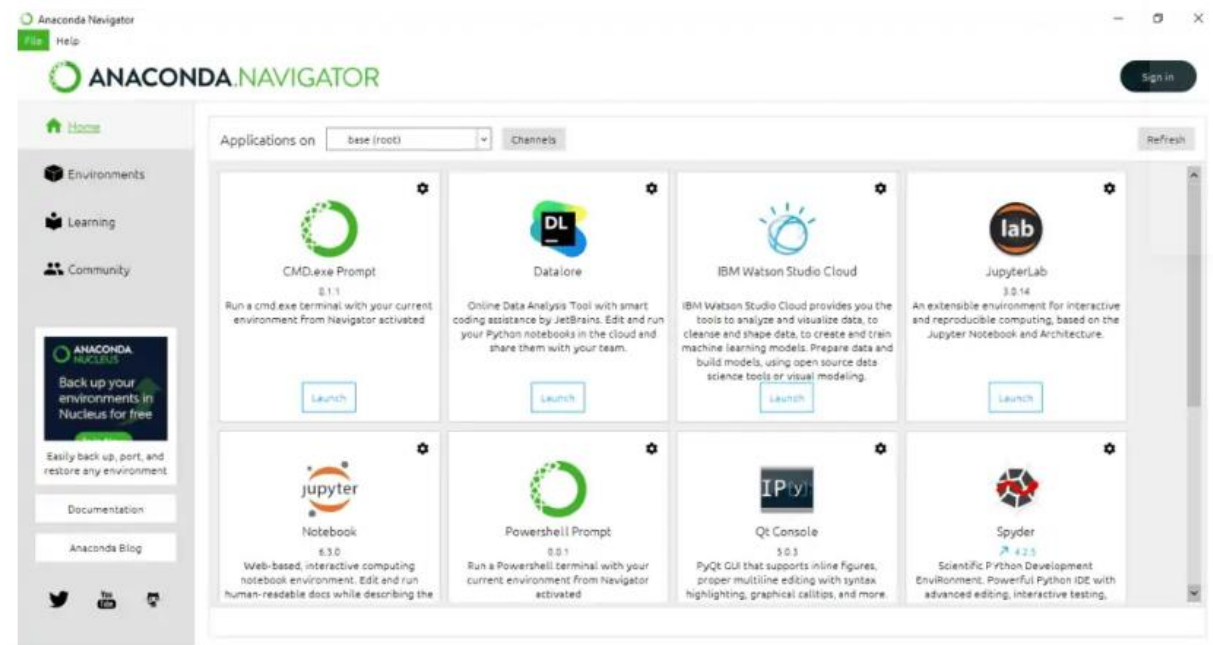 Anaconda Navigator
File Help
ANACONDA.NAVIGATOR
Sign in
Home
Environments
Learning
Community
ANACONDA
NUCLEUS
Back up your
environments in
Nucleus for free
Easily back up, port, and
restore any environment
Documentation
Anaconda Blog
You
Tube
Applications on
base (root)
Channels
Refresh
CMD.exe Prompt
0.1.1
Run a cmd.exe terminal with your current
environment from Navigator activated
Launch
DL
Datalore
Online Data Analysis Tool with smart
coding assistance by JetBrains. Edit and run
your Python notebooks in the cloud and
share them with your team.
Launch
IBM Watson Studio Cloud
IBM Watson Studio Cloud provides you the
tools to analyze and visualize data, to
cleanse and shape data, to create and train
machine learning models. Prepare data and
build models, using open source data
science tools or visual modeling.
Launch
lab
JupyterLab
3.0.14
An extensible environment for interactive
and reproducible computing, based on the
Jupyter Notebook and Architecture.
Launch
jupyter
Notebook
6.3.0
Web-based, interactive computing
notebook environment. Edit and run
human-readable docs while describing the
Powershell Prompt
0.0.1
Run a Powershell terminal with your
current environment from Navigator
activated
IP[y]:
Qt Console
5.0.3
PyQt GUI that supports inline figures,
proper multiline editing with syntax
highlighting, graphical calltips, and more.
Spyder
4.2.5
Scientific Python Development
EnviRonment. Powerful Python IDE with
advanced editing, interactive testing,